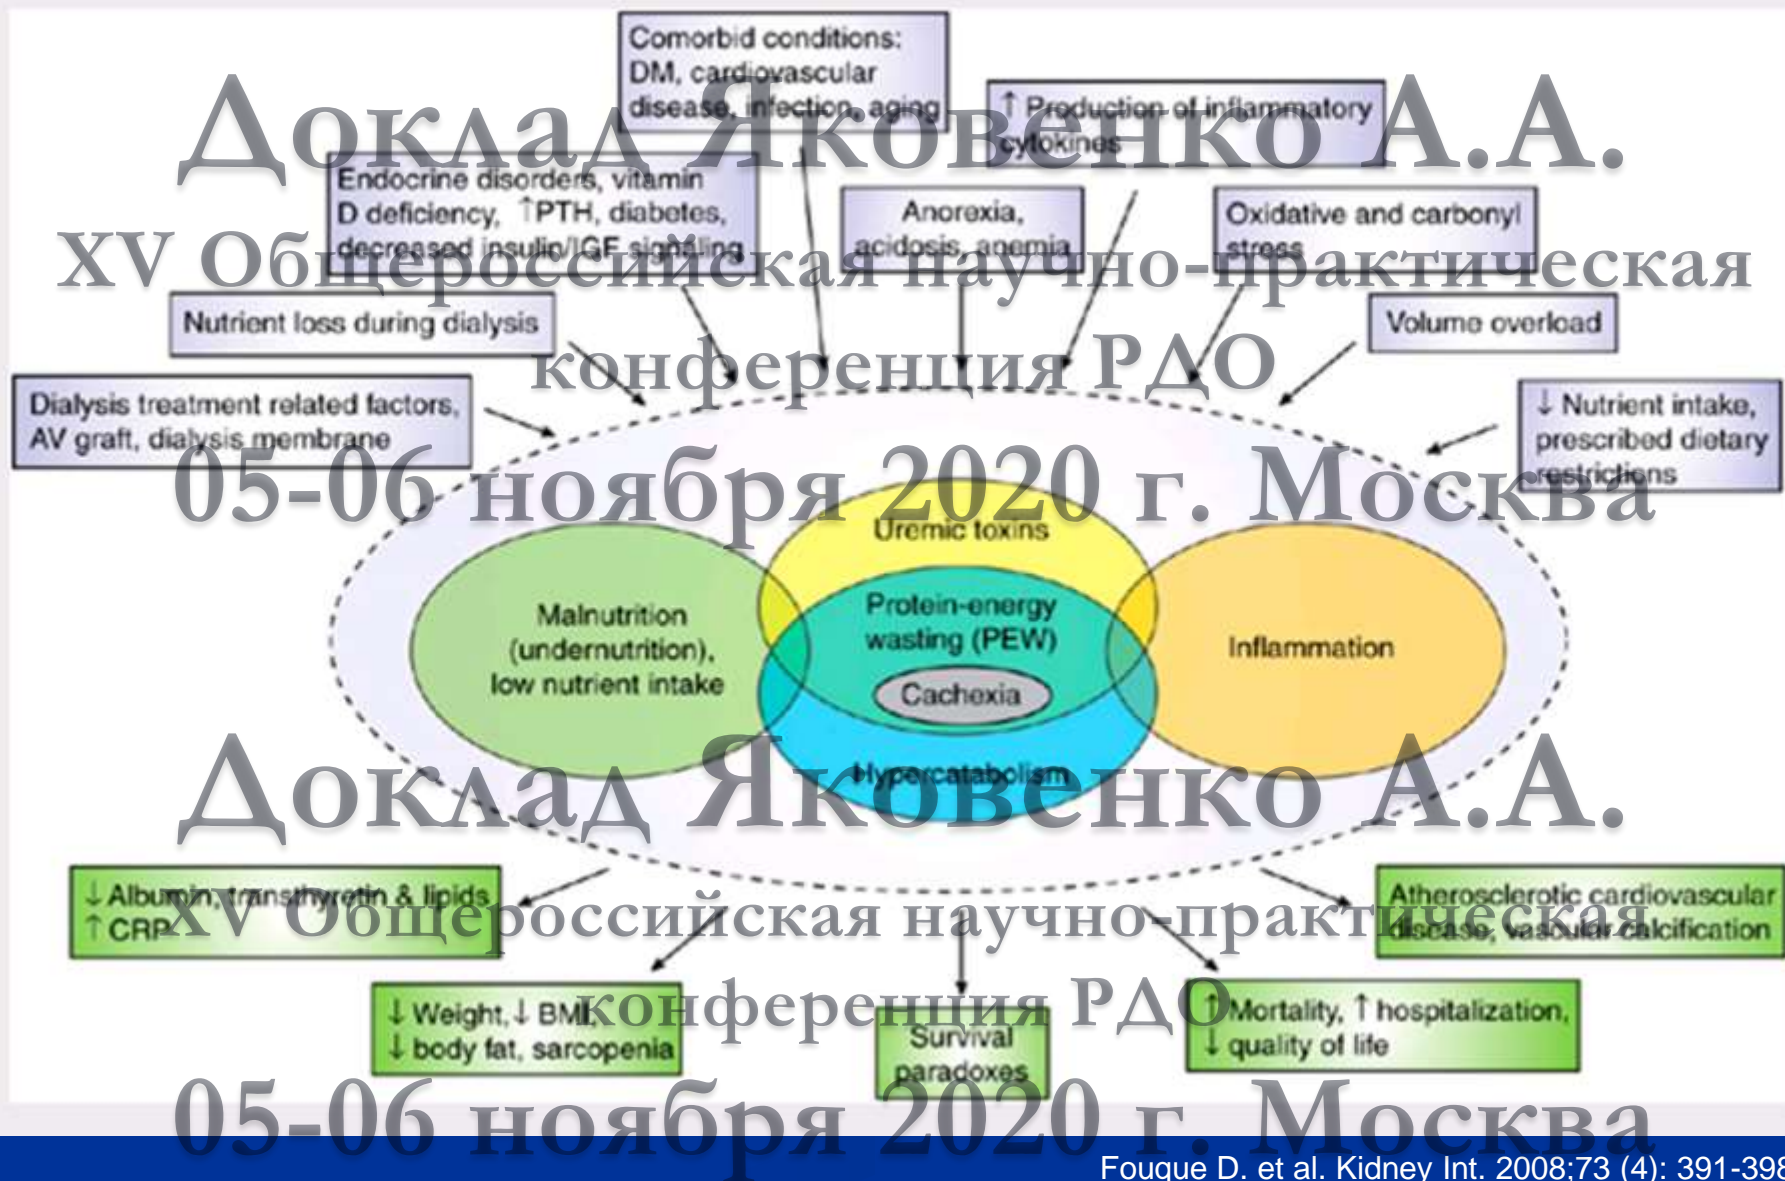 Comorbid conditions:
DM, cardiovascular
disease, infection, aging
↑ Production of inflammatory
cytokines
Доклад Яковенко А.А.
Endocrine disorders, vitamin
D deficiency, ↑PTH, diabetes,
decreased insulin/IGF signaling
Anorexia,
acidosis, anemia
Oxidative and carbonyl
stress
XV Общероссийская научно-практическая
Nutrient loss during dialysis
Volume overload
конференция РДО
Dialysis treatment related factors,
AV graft, dialysis membrane
↓ Nutrient intake,
prescribed dietary
restrictions
05-06 ноября 2020 г. Москва
Uremic toxins
Malnutrition
(undernutrition),
low nutrient intake
Protein-energy
wasting (PEW)
Cachexia
Inflammation
Hypercatabolism
Доклад Яковенко А.А.
↓ Albumin, transthyretin & lipids
↑ CRP
Atherosclerotic cardiovascular
disease, vascular calcification
XV Общероссийская научно-практическая
↓ Weight, ↓ BMI,
↓ body fat, sarcopenia
Survival
paradoxes
↑ Mortality, ↑ hospitalization,
↓ quality of life
конференция РДО
05-06 ноября 2020 г. Москва
Fouque D. et al. Kidney Int. 2008;73 (4): 391-398